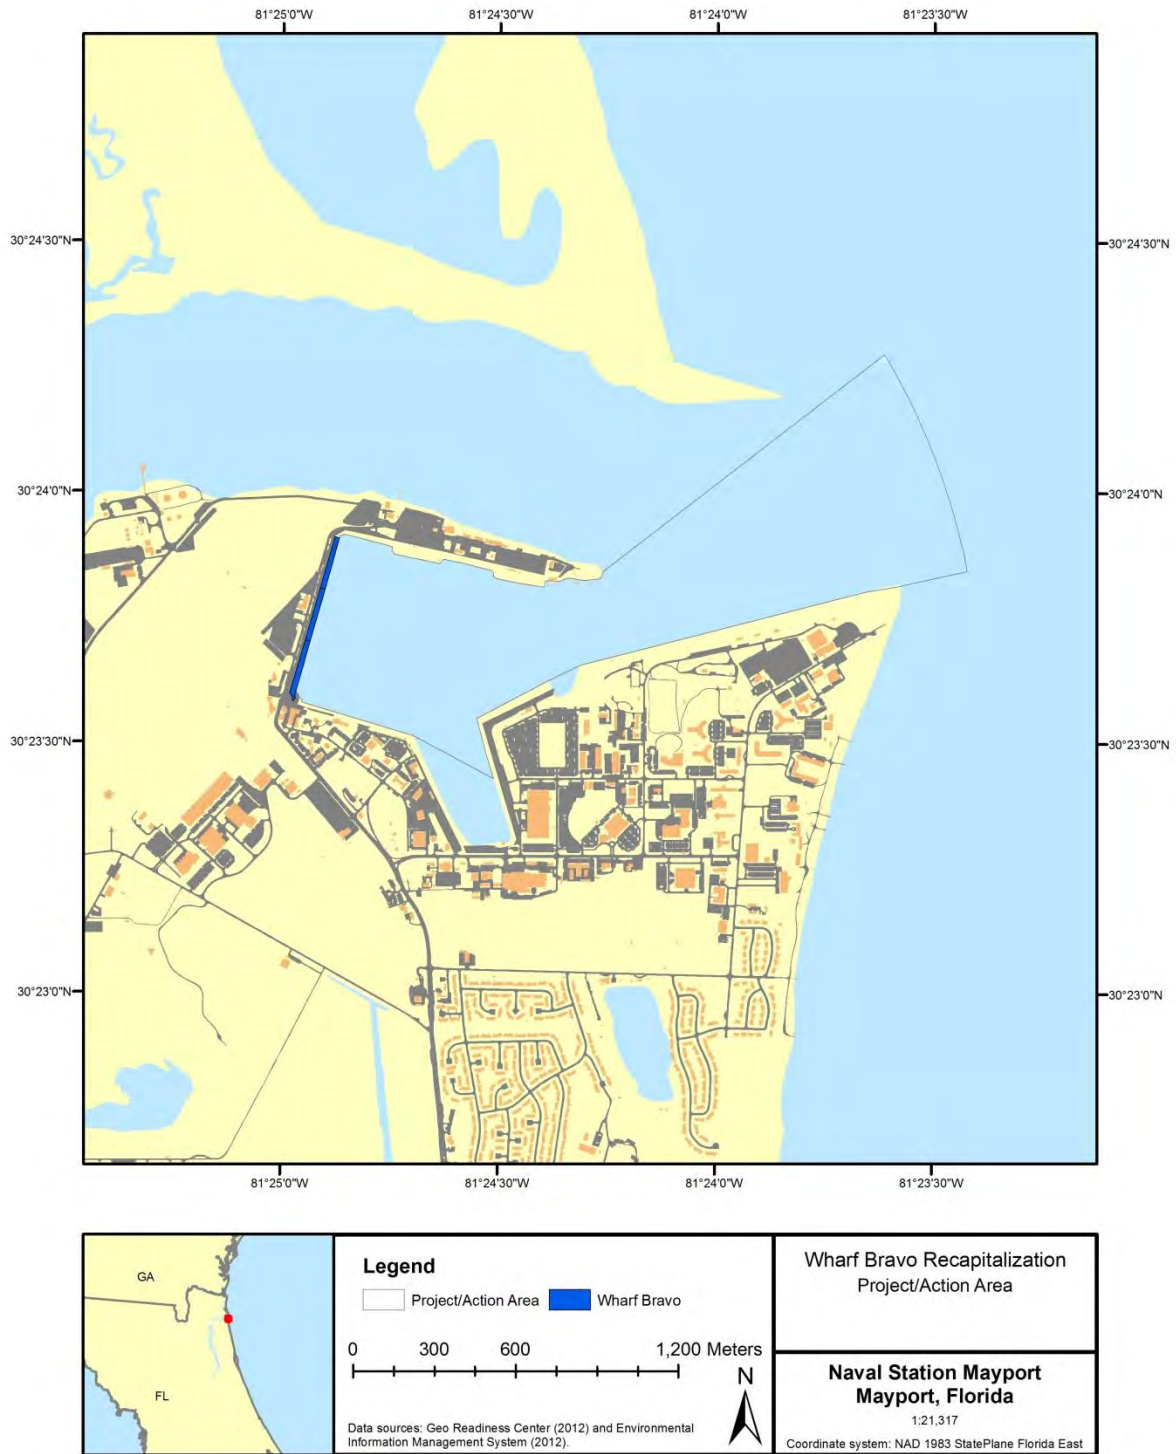 81°25'0"W
81°24'30"W
81°24'0"W
81°23'30"W
30°24'30"N
30°24'30"N
30°24'0"N
30°24'0"N
30°23'30"N
30°23'30"N
30°23'0"N
30°23'0"N
81°25'0"W
81°24'30"W
81°24'0"W
81°23'30"W
GA
FL
Legend
Project/Action Area
Wharf Bravo
0 300 600 1,200 Meters
N
Data sources: Geo Readiness Center (2012) and Environmental
Information Management System (2012).
Wharf Bravo Recapitalization
Project/Action Area
Naval Station Mayport
Mayport, Florida
1:21,317
Coordinate system: NAD 1983 StatePlane Florida East